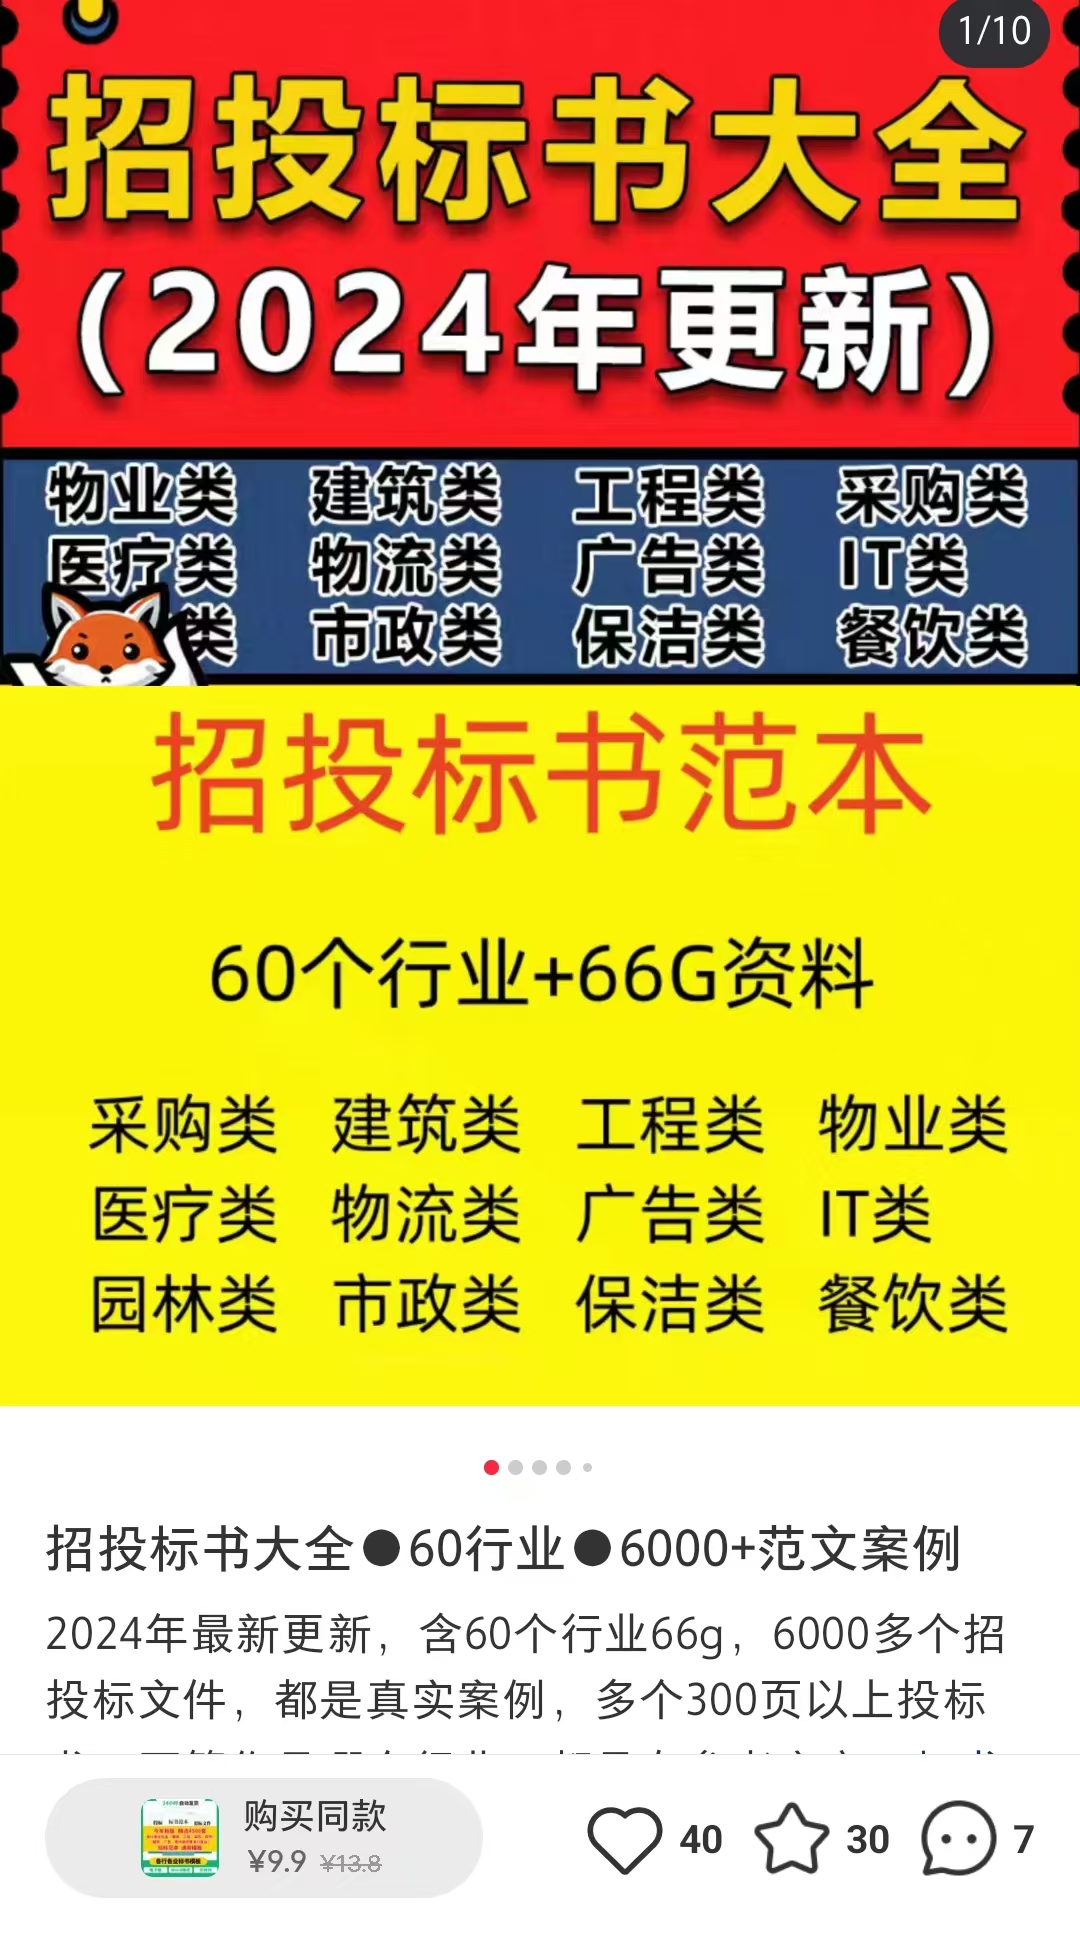 1/10
招投标书大全
（2024年更新）
物业类 建筑类 工程类 采购类
医疗类 物流类 广告类 IT类
类 市政类 保洁类 餐饮类
招投标书范本
60个行业+66G资料
采购类 建筑类 工程类 物业类
医疗类 物流类 广告类 IT类
园林类 市政类 保洁类 餐饮类
招投标书大全●60行业●6000+范文案例
2024年最新更新，含60个行业66g，6000多个招
投标文件，都是真实案例，多个300页以上投标
购买同款
¥9.9 ¥13.8
40 30 7